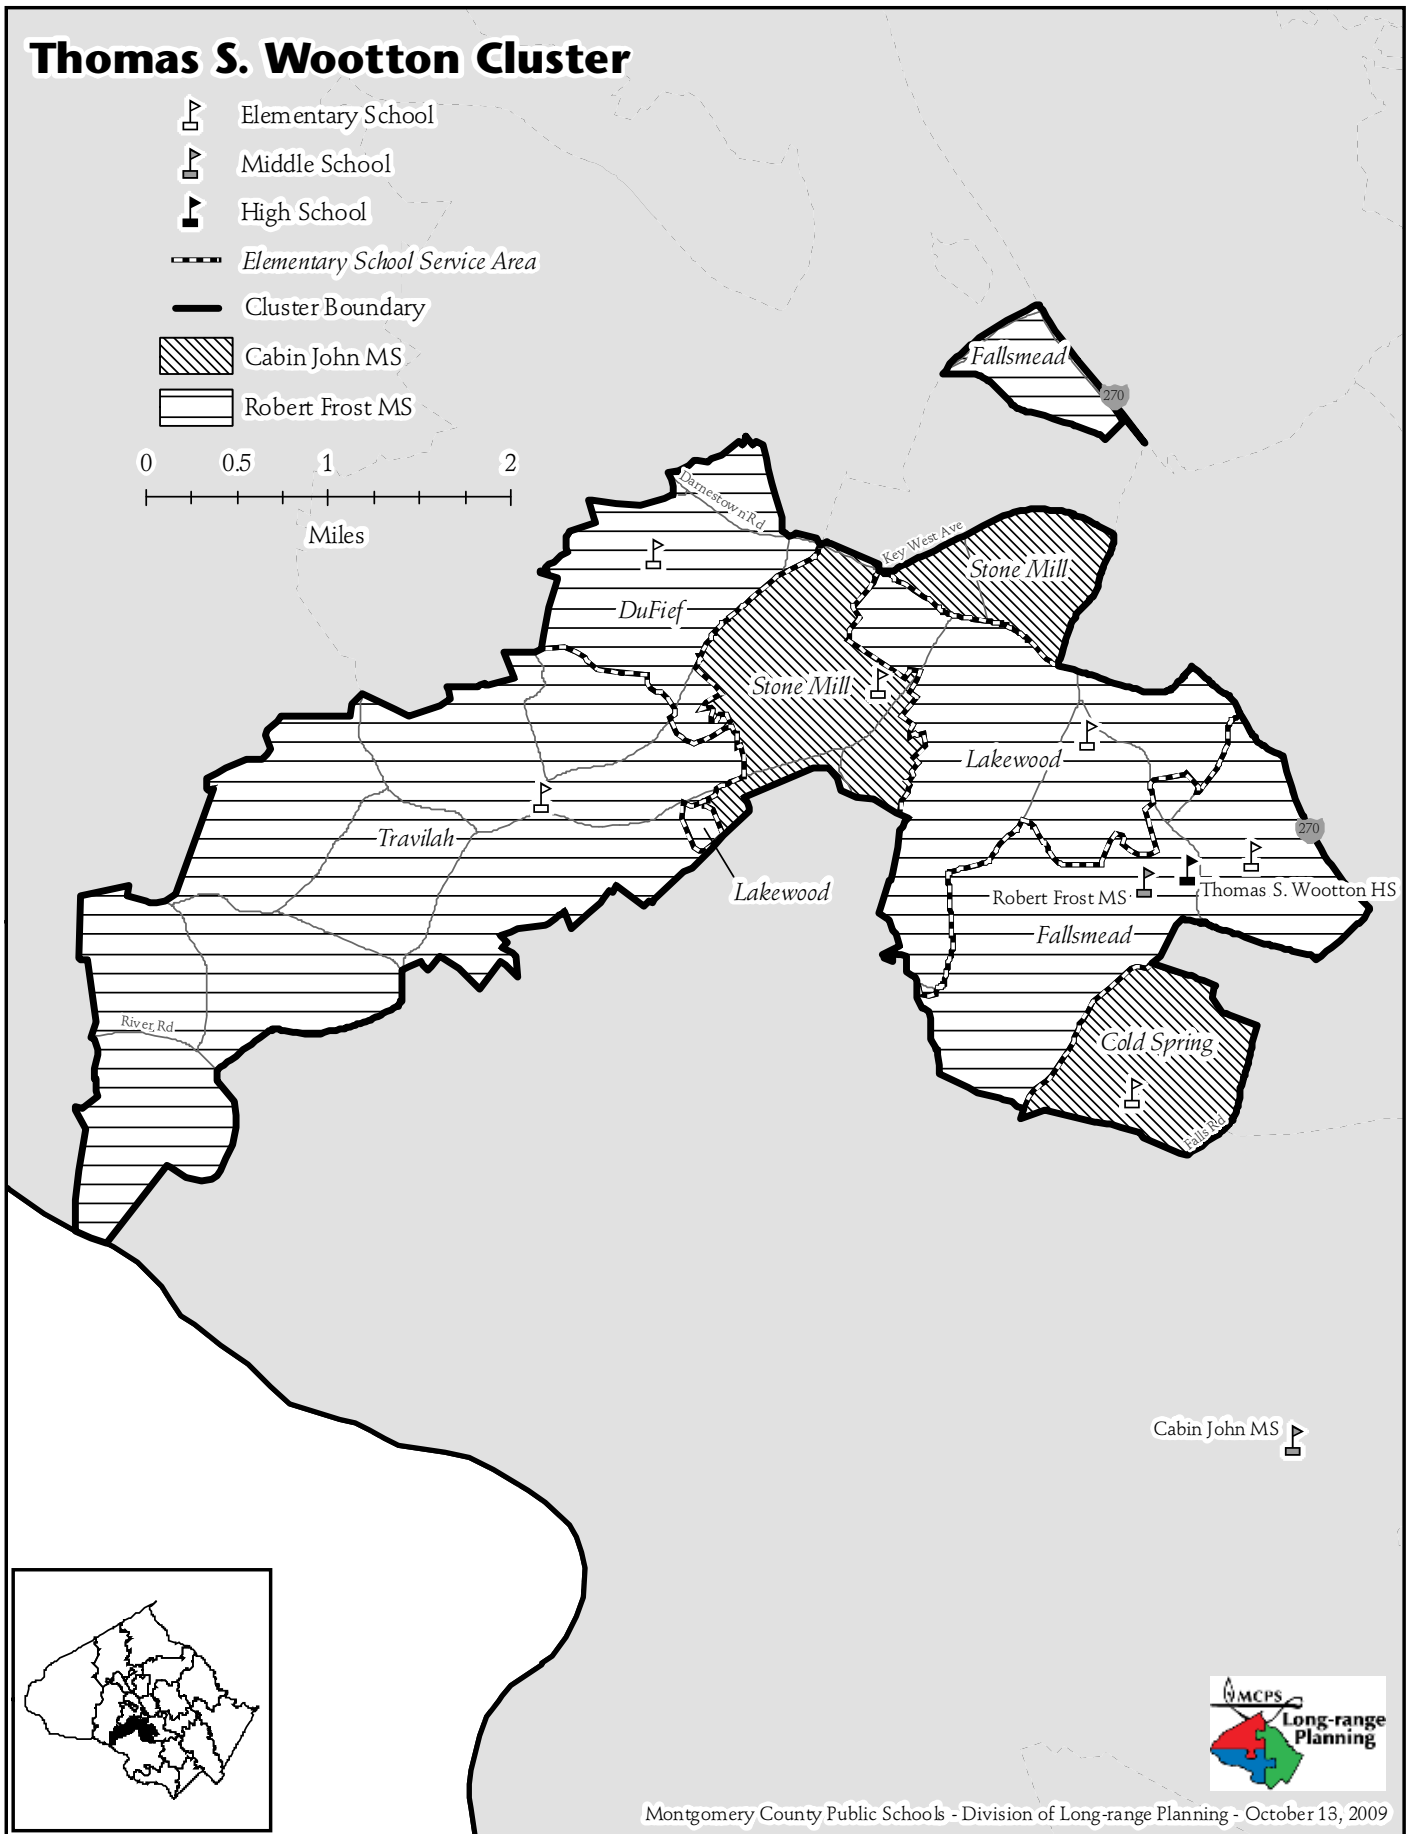 Thomas S. Wootton Cluster
Elementary School
Middle School
High School
Elementary School Service Area
Cluster Boundary
Cabin John MS
Robert Frost MS
0 0.5 1 2
Miles
Fallsmead
270
Darnestown Rd
Key West Ave
Stone Mill
DuFief
Stone Mill
Lakewood
Travilah
270
Lakewood
Robert Frost MS
Thomas S. Wootton HS
Fallsmead
River Rd
Cold Spring
Falls Rd
Cabin John MS
MCPS
Long-range
Planning
Montgomery County Public Schools - Division of Long-range Planning - October 13, 2009